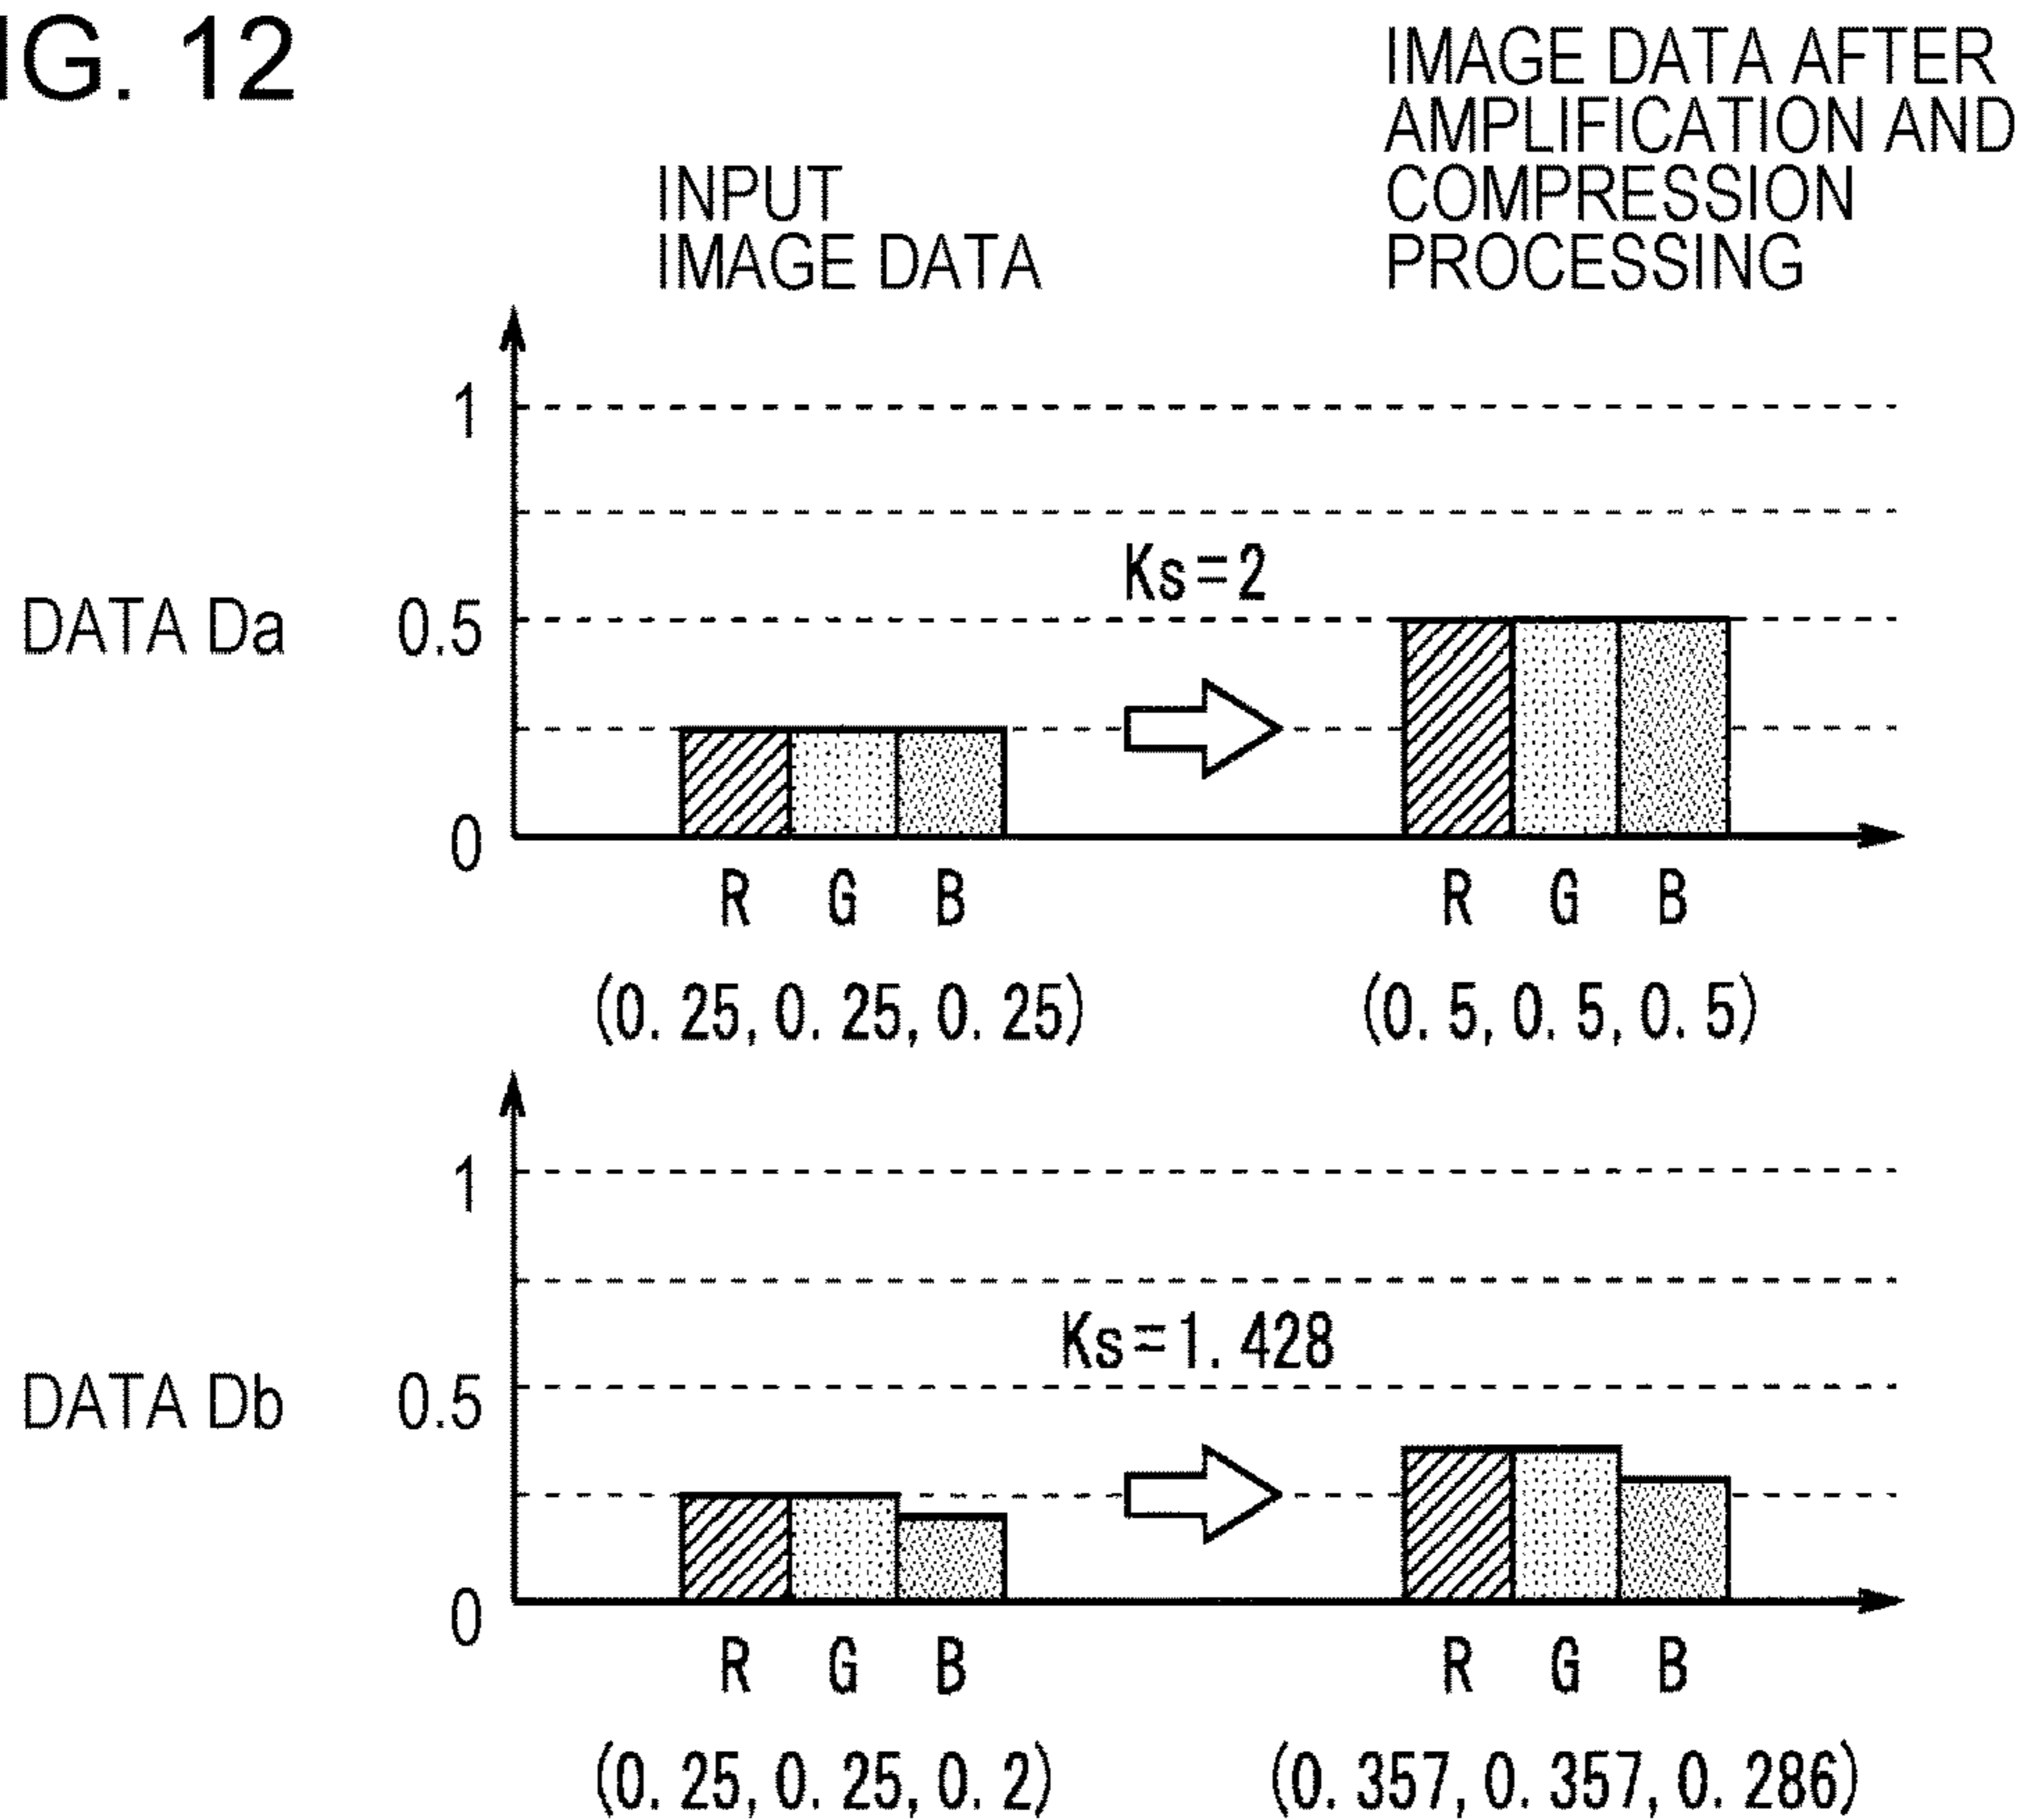 IG. 12
INPUT
IMAGE DATA
IMAGE DATA AFTER
AMPLIFICATION AND
COMPRESSION
PROCESSING
DATA Da
1
0.5
0
Ks=2
R G B
R G B
(0.25, 0.25, 0.25)
(0.5, 0.5, 0.5)
DATA Db
1
0.5
0
Ks=1.428
R G B
R G B
(0.25, 0.25, 0.2)
(0.357, 0.357, 0.286)